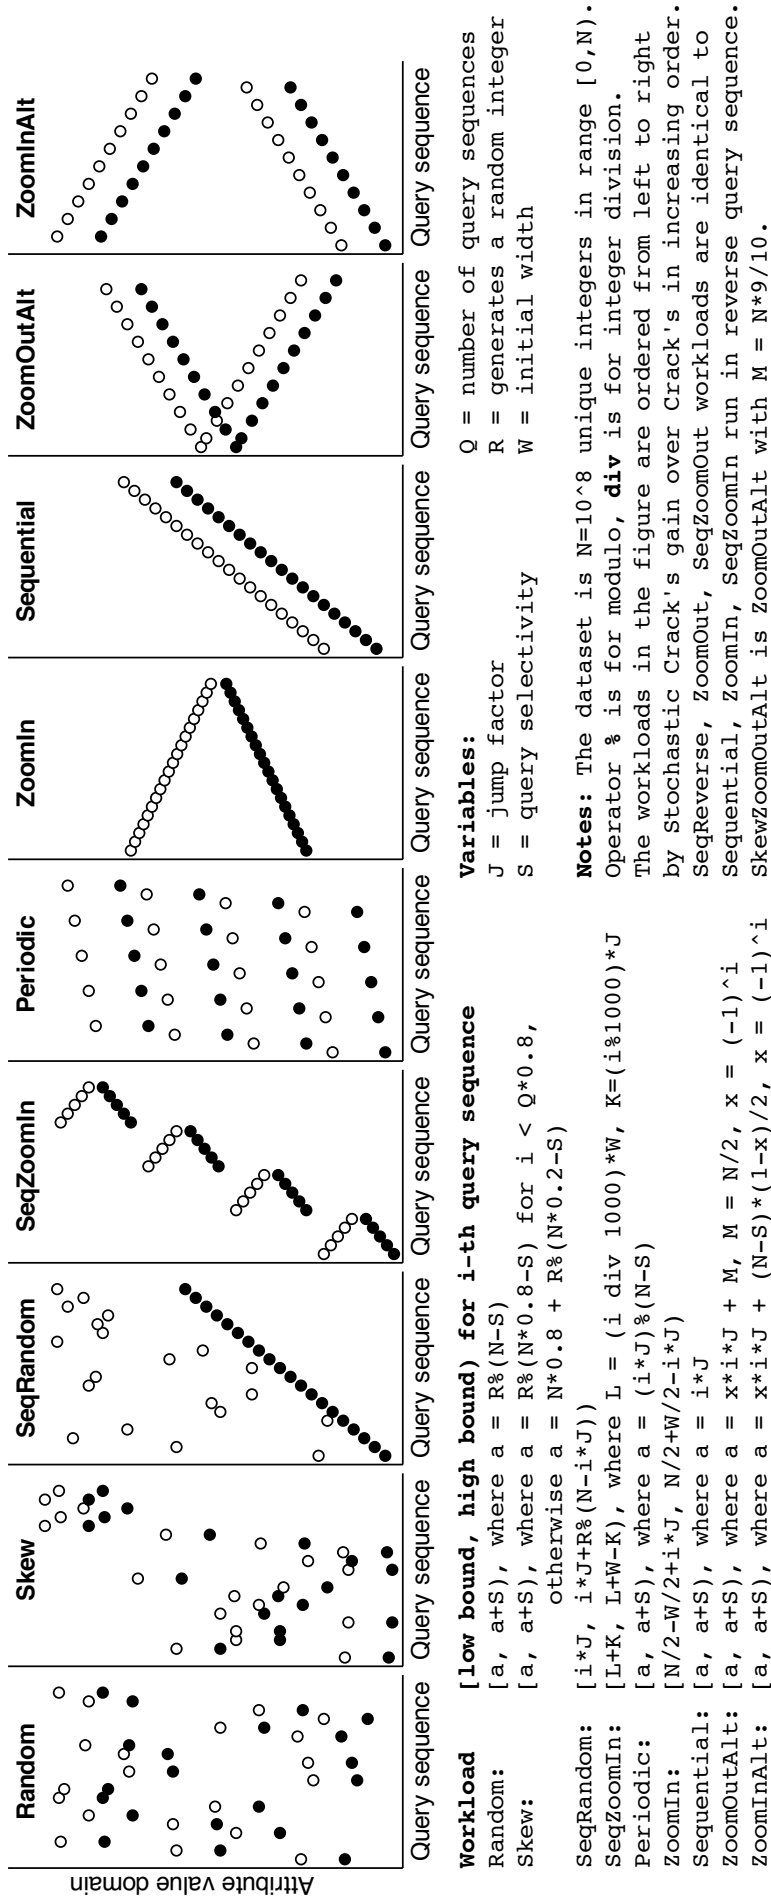 Attribute value domain
Random
Skew
SeqRandom
SeqZoomIn
Periodic
ZoomIn
Sequential
ZoomOutAlt
ZoomInAlt
Query sequence
Query sequence
Query sequence
Query sequence
Query sequence
Query sequence
Query sequence
Query sequence
Query sequence
Workload [low bound, high bound) for i-th query sequence
Random: [a, a+S), where a = R%(N-S)
Skew: [a, a+S), where a = R%(N*0.8-S) for i < Q*0.8,
otherwise a = N*0.8 + R%(N*0.2-S)
SeqRandom: [i*J, i*J+R%(N-i*J))
SeqZoomIn: [L+K, L+W-K), where L = (i div 1000)*W, K=(i%1000)*J
Periodic: [a, a+S), where a = (i*J)%(N-S)
ZoomIn: [N/2-W/2+i*J, N/2+W/2-i*J)
Sequential: [a, a+S), where a = i*J
ZoomOutAlt: [a, a+S), where a = x*i*J + M, M = N/2, x = (-1)^i
ZoomInAlt: [a, a+S), where a = x*i*J + (N-S)*(1-x)/2, x = (-1)^i
Variables:
J = jump factor
S = query selectivity
Q = number of query sequences
R = generates a random integer
W = initial width
Notes: The dataset is N=10^8 unique integers in range [0,N).
Operator % is for modulo, div is for integer division.
The workloads in the figure are ordered from left to right
by Stochastic Crack's gain over Crack's in increasing order.
SeqReverse, ZoomOut, SeqZoomOut workloads are identical to
Sequential, ZoomIn, SeqZoomIn run in reverse query sequence.
SkewZoomOutAlt is ZoomOutAlt with M = N*9/10.